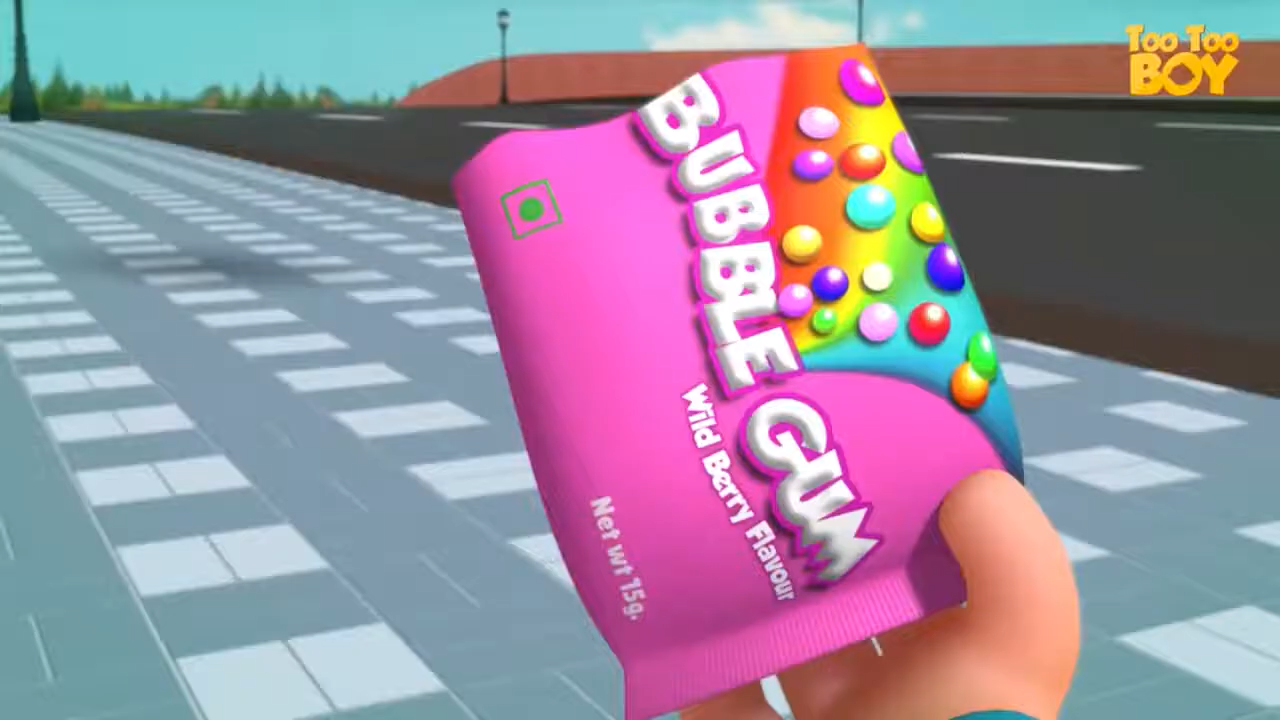 Too Too
BOY
BUBBLE GUM
Wild Berry Flavour
Net wt 15g.